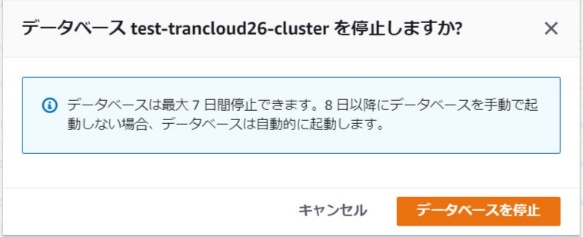 データベース test-trancloud26-cluster を停止しますか?
データベースは最大 7 日間停止できます。8 日以降にデータベースを手動で起
動しない場合、データベースは自動的に起動します。
キャンセル
データベースを停止